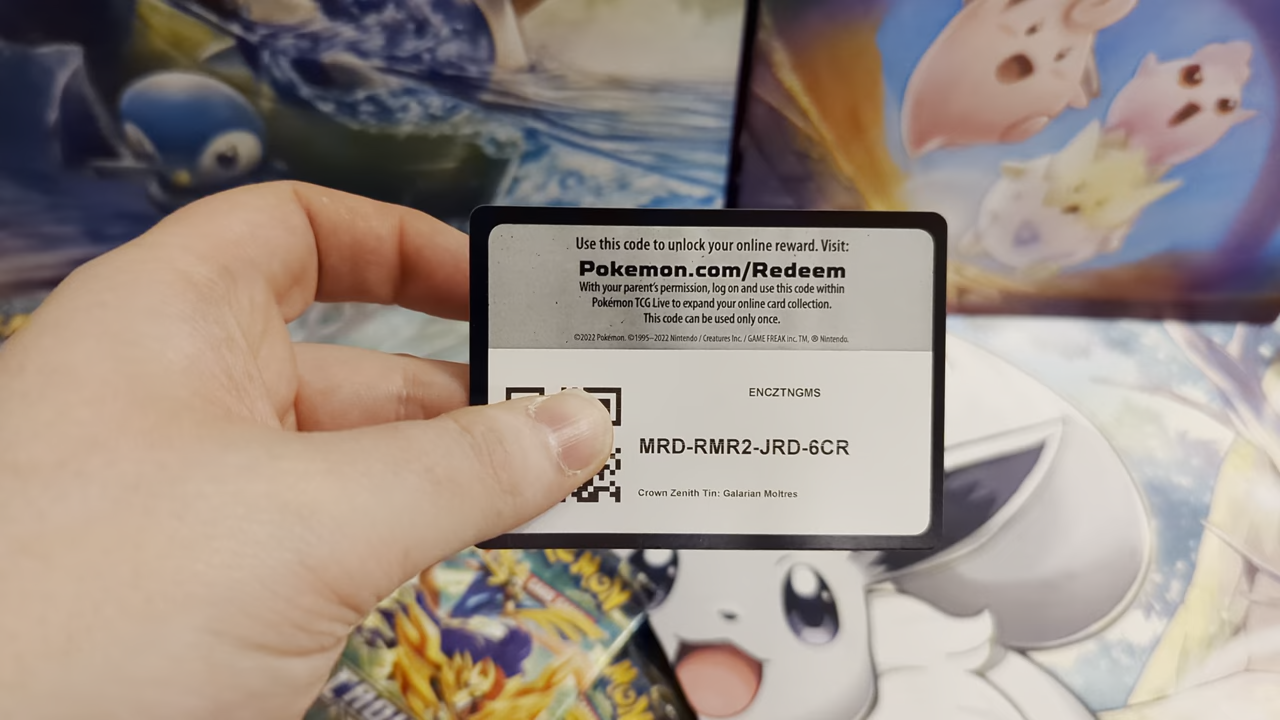 Use this code to unlock your online reward. Visit:
Pokemon.com/Redeem
With your parent's permission, log on and use this code within
Pokémon TCG Live to expand your online card collection.
This code can be used only once.
©2022 Pokémon. ©1995–2022 Nintendo / Creatures Inc. / GAME FREAK inc. TM, ® Nintendo.
ENCZTNGMS
MRD-RMR2-JRD-6CR
Crown Zenith Tin: Galarian Moltres